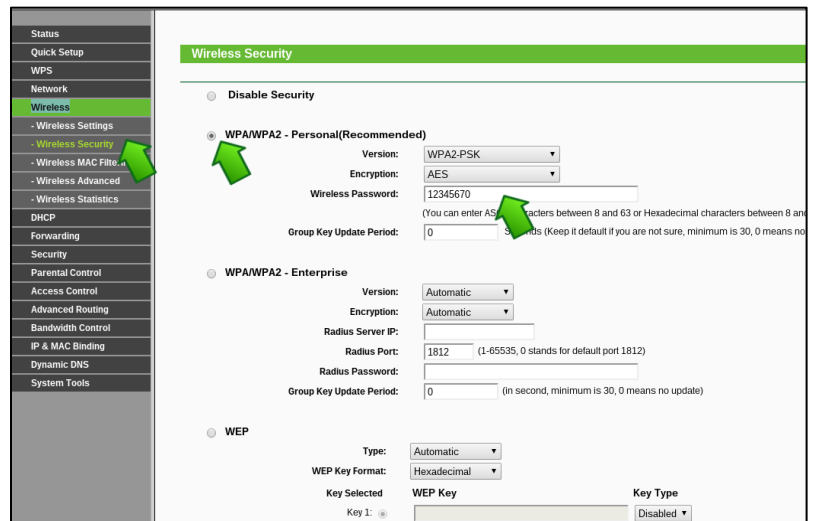 Status
Quick Setup
WPS
Network
Wireless
- Wireless Settings
- Wireless Security
- Wireless MAC
- Wireless Advanced
- Wireless Statistics
DHCP
Forwarding
Security
Parental Control
Access Control
Advanced Routing
Bandwidth Control
IP & MAC Binding
Dynamic DNS
System Tools
Wireless Security
Disable Security
WPA/WPA2 - Personal(Recommended)
Version: WPA2-PSK
Encryption: AES
Wireless Password: 12345670
(You can enter between 8 and 63 or Hexadecimal characters between 8
Group Key Update Period: 0 (Keep it default if you are not sure, minimum is 30, 0 means no
WPA/WPA2 - Enterprise
Version: Automatic
Encryption: Automatic
Radius Server IP:
Radius Port: 1812 (1-65535, 0 stands for default port 1812)
Radius Password:
Group Key Update Period: 0 (in second, minimum is 30, 0 means no update)
WEP
Type: Automatic
WEP Key Format: Hexadecimal
Key Selected WEP Key Key Type
Key 1: Disabled